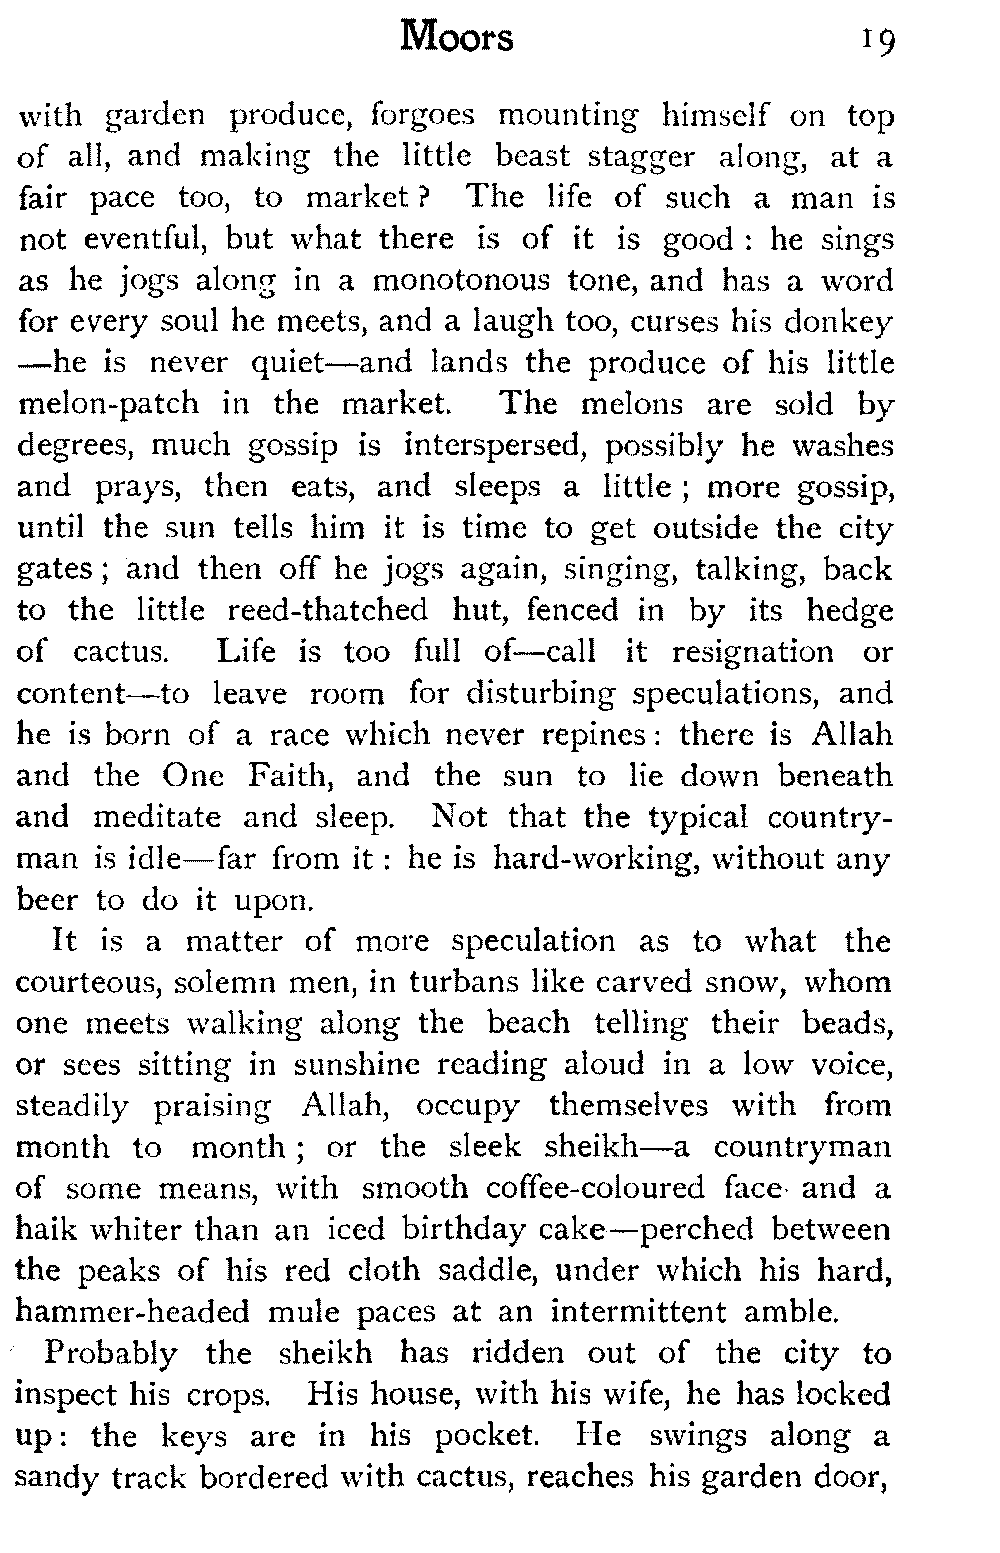 Moors 19
with garden produce, forgoes mounting himself on top
of all, and making the little beast stagger along, at a
fair pace too, to market ? The life of such a man is
not eventful, but what there is of it is good : he sings
as he jogs along in a monotonous tone, and has a word
for every soul he meets, and a laugh too, curses his donkey
—he is never quiet—and lands the produce of his little
melon-patch in the market. The melons are sold by
degrees, much gossip is interspersed, possibly he washes
and prays, then eats, and sleeps a little ; more gossip,
until the sun tells him it is time to get outside the city
gates ; and then off he jogs again, singing, talking, back
to the little reed-thatched hut, fenced in by its hedge
of cactus. Life is too full of—call it resignation or
content—to leave room for disturbing speculations, and
he is born of a race which never repines : there is Allah
and the One Faith, and the sun to lie down beneath
and meditate and sleep. Not that the typical country-
man is idle—far from it : he is hard-working, without any
beer to do it upon.
It is a matter of more speculation as to what the
courteous, solemn men, in turbans like carved snow, whom
one meets walking along the beach telling their beads,
or sees sitting in sunshine reading aloud in a low voice,
steadily praising Allah, occupy themselves with from
month to month ; or the sleek sheikh—a countryman
of some means, with smooth coffee-coloured face and a
haik whiter than an iced birthday cake—perched between
the peaks of his red cloth saddle, under which his hard,
hammer-headed mule paces at an intermittent amble.
Probably the sheikh has ridden out of the city to
inspect his crops. His house, with his wife, he has locked
up : the keys are in his pocket. He swings along a
sandy track bordered with cactus, reaches his garden door,